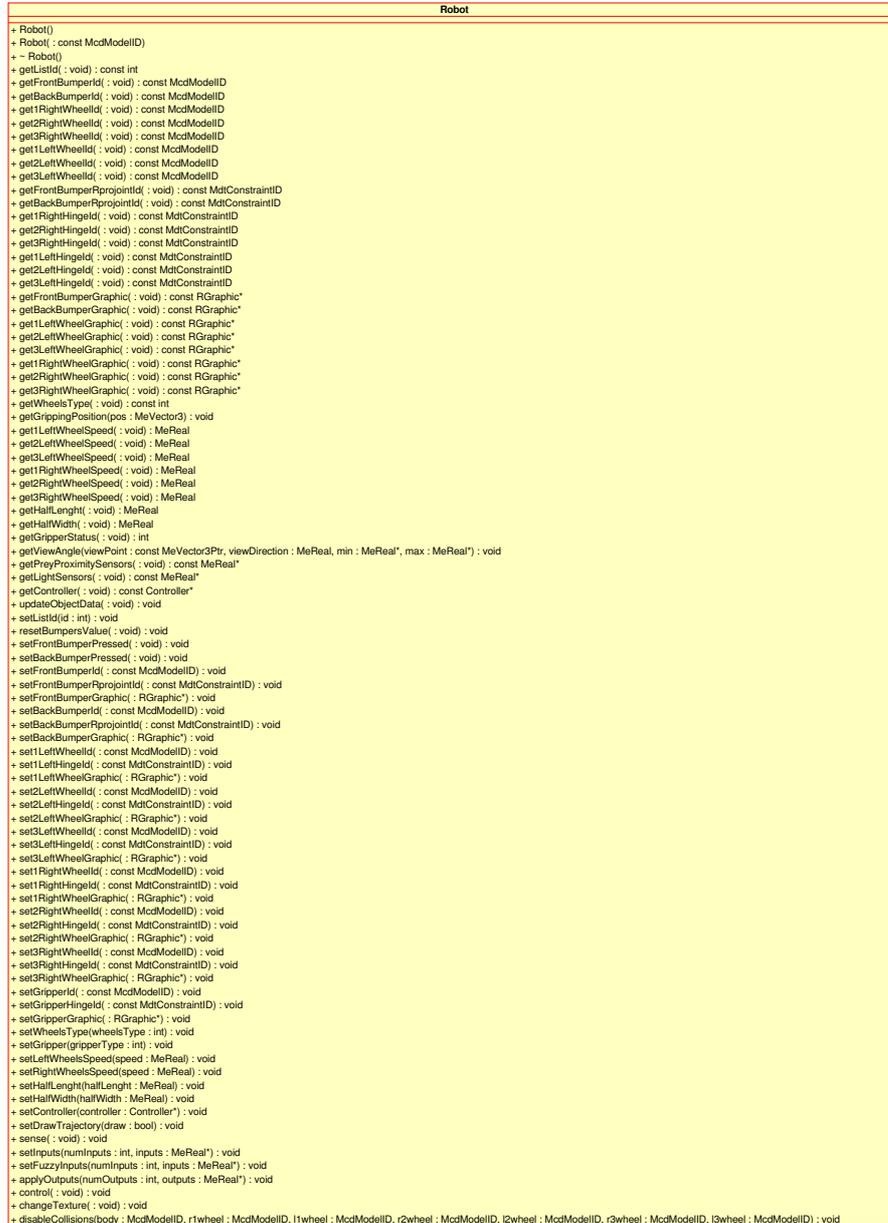 Robot
+ Robot()
+ Robot( : const McdModelID)
+ ~ Robot()
+ getListId( : void) : const int
+ getFrontBumperId( : void) : const McdModelID
+ getBackBumperId( : void) : const McdModelID
+ get1RightWheelId( : void) : const McdModelID
+ get2RightWheelId( : void) : const McdModelID
+ get3RightWheelId( : void) : const McdModelID
+ get1LeftWheelId( : void) : const McdModelID
+ get2LeftWheelId( : void) : const McdModelID
+ get3LeftWheelId( : void) : const McdModelID
+ getFrontBumperRprojointId( : void) : const MdtConstraintID
+ getBackBumperRprojointId( : void) : const MdtConstraintID
+ get1RightHingeId( : void) : const MdtConstraintID
+ get2RightHingeId( : void) : const MdtConstraintID
+ get3RightHingeId( : void) : const MdtConstraintID
+ get1LeftHingeId( : void) : const MdtConstraintID
+ get2LeftHingeId( : void) : const MdtConstraintID
+ get3LeftHingeId( : void) : const MdtConstraintID
+ getFrontBumperGraphic( : void) : const RGraphic*
+ getBackBumperGraphic( : void) : const RGraphic*
+ get1LeftWheelGraphic( : void) : const RGraphic*
+ get2LeftWheelGraphic( : void) : const RGraphic*
+ get3LeftWheelGraphic( : void) : const RGraphic*
+ get1RightWheelGraphic( : void) : const RGraphic*
+ get2RightWheelGraphic( : void) : const RGraphic*
+ get3RightWheelGraphic( : void) : const RGraphic*
+ getWheelsType( : void) : const int
+ getGrippingPosition(pos : MeVector3) : void
+ get1LeftWheelSpeed( : void) : MeReal
+ get2LeftWheelSpeed( : void) : MeReal
+ get3LeftWheelSpeed( : void) : MeReal
+ get1RightWheelSpeed( : void) : MeReal
+ get2RightWheelSpeed( : void) : MeReal
+ get3RightWheelSpeed( : void) : MeReal
+ getHalfLenght( : void) : MeReal
+ getHalfWidth( : void) : MeReal
+ getGripperStatus( : void) : int
+ getViewAngle(viewPoint : const MeVector3Ptr, viewDirection : MeReal, min : MeReal*, max : MeReal*) : void
+ getPreyProximitySensors( : void) : const MeReal*
+ getLightSensors( : void) : const MeReal*
+ getController( : void) : const Controller*
+ updateObjectData( : void) : void
+ setListId(id : int) : void
+ resetBumpersValue( : void) : void
+ setFrontBumperPressed( : void) : void
+ setBackBumperPressed( : void) : void
+ setFrontBumperId( : const McdModelID) : void
+ setFrontBumperRprojointId( : const MdtConstraintID) : void
+ setFrontBumperGraphic( : RGraphic*) : void
+ setBackBumperId( : const McdModelID) : void
+ setBackBumperRprojointId( : const MdtConstraintID) : void
+ setBackBumperGraphic( : RGraphic*) : void
+ set1LeftWheelId( : const McdModelID) : void
+ set1LeftHingeId( : const MdtConstraintID) : void
+ set1LeftWheelGraphic( : RGraphic*) : void
+ set2LeftWheelId( : const McdModelID) : void
+ set2LeftHingeId( : const MdtConstraintID) : void
+ set2LeftWheelGraphic( : RGraphic*) : void
+ set3LeftWheelId( : const McdModelID) : void
+ set3LeftHingeId( : const MdtConstraintID) : void
+ set3LeftWheelGraphic( : RGraphic*) : void
+ set1RightWheelId( : const McdModelID) : void
+ set1RightHingeId( : const MdtConstraintID) : void
+ set1RightWheelGraphic( : RGraphic*) : void
+ set2RightWheelId( : const McdModelID) : void
+ set2RightHingeId( : const MdtConstraintID) : void
+ set2RightWheelGraphic( : RGraphic*) : void
+ set3RightWheelId( : const McdModelID) : void
+ set3RightHingeId( : const MdtConstraintID) : void
+ set3RightWheelGraphic( : RGraphic*) : void
+ setGripperId( : const McdModelID) : void
+ setGripperHingeId( : const MdtConstraintID) : void
+ setGripperGraphic( : RGraphic*) : void
+ setWheelsType(wheelsType : int) : void
+ setGripper(gripperType : int) : void
+ setLeftWheelsSpeed(speed : MeReal) : void
+ setRightWheelsSpeed(speed : MeReal) : void
+ setHalfLenght(halfLenght : MeReal) : void
+ setHalfWidth(halfWidth : MeReal) : void
+ setController(controller : Controller*) : void
+ setDrawTrajectory(draw : bool) : void
+ sense( : void) : void
+ setInputs(numInputs : int, inputs : MeReal*) : void
+ setFuzzyInputs(numInputs : int, inputs : MeReal*) : void
+ applyOutputs(numOutputs : int, outputs : MeReal*) : void
+ control( : void) : void
+ changeTexture( : void) : void
+ disableCollisions(body : McdModelID, r1wheel : McdModelID, l1wheel : McdModelID, r2wheel : McdModelID, l2wheel : McdModelID, r3wheel : McdModelID, l3wheel : McdModelID) : void